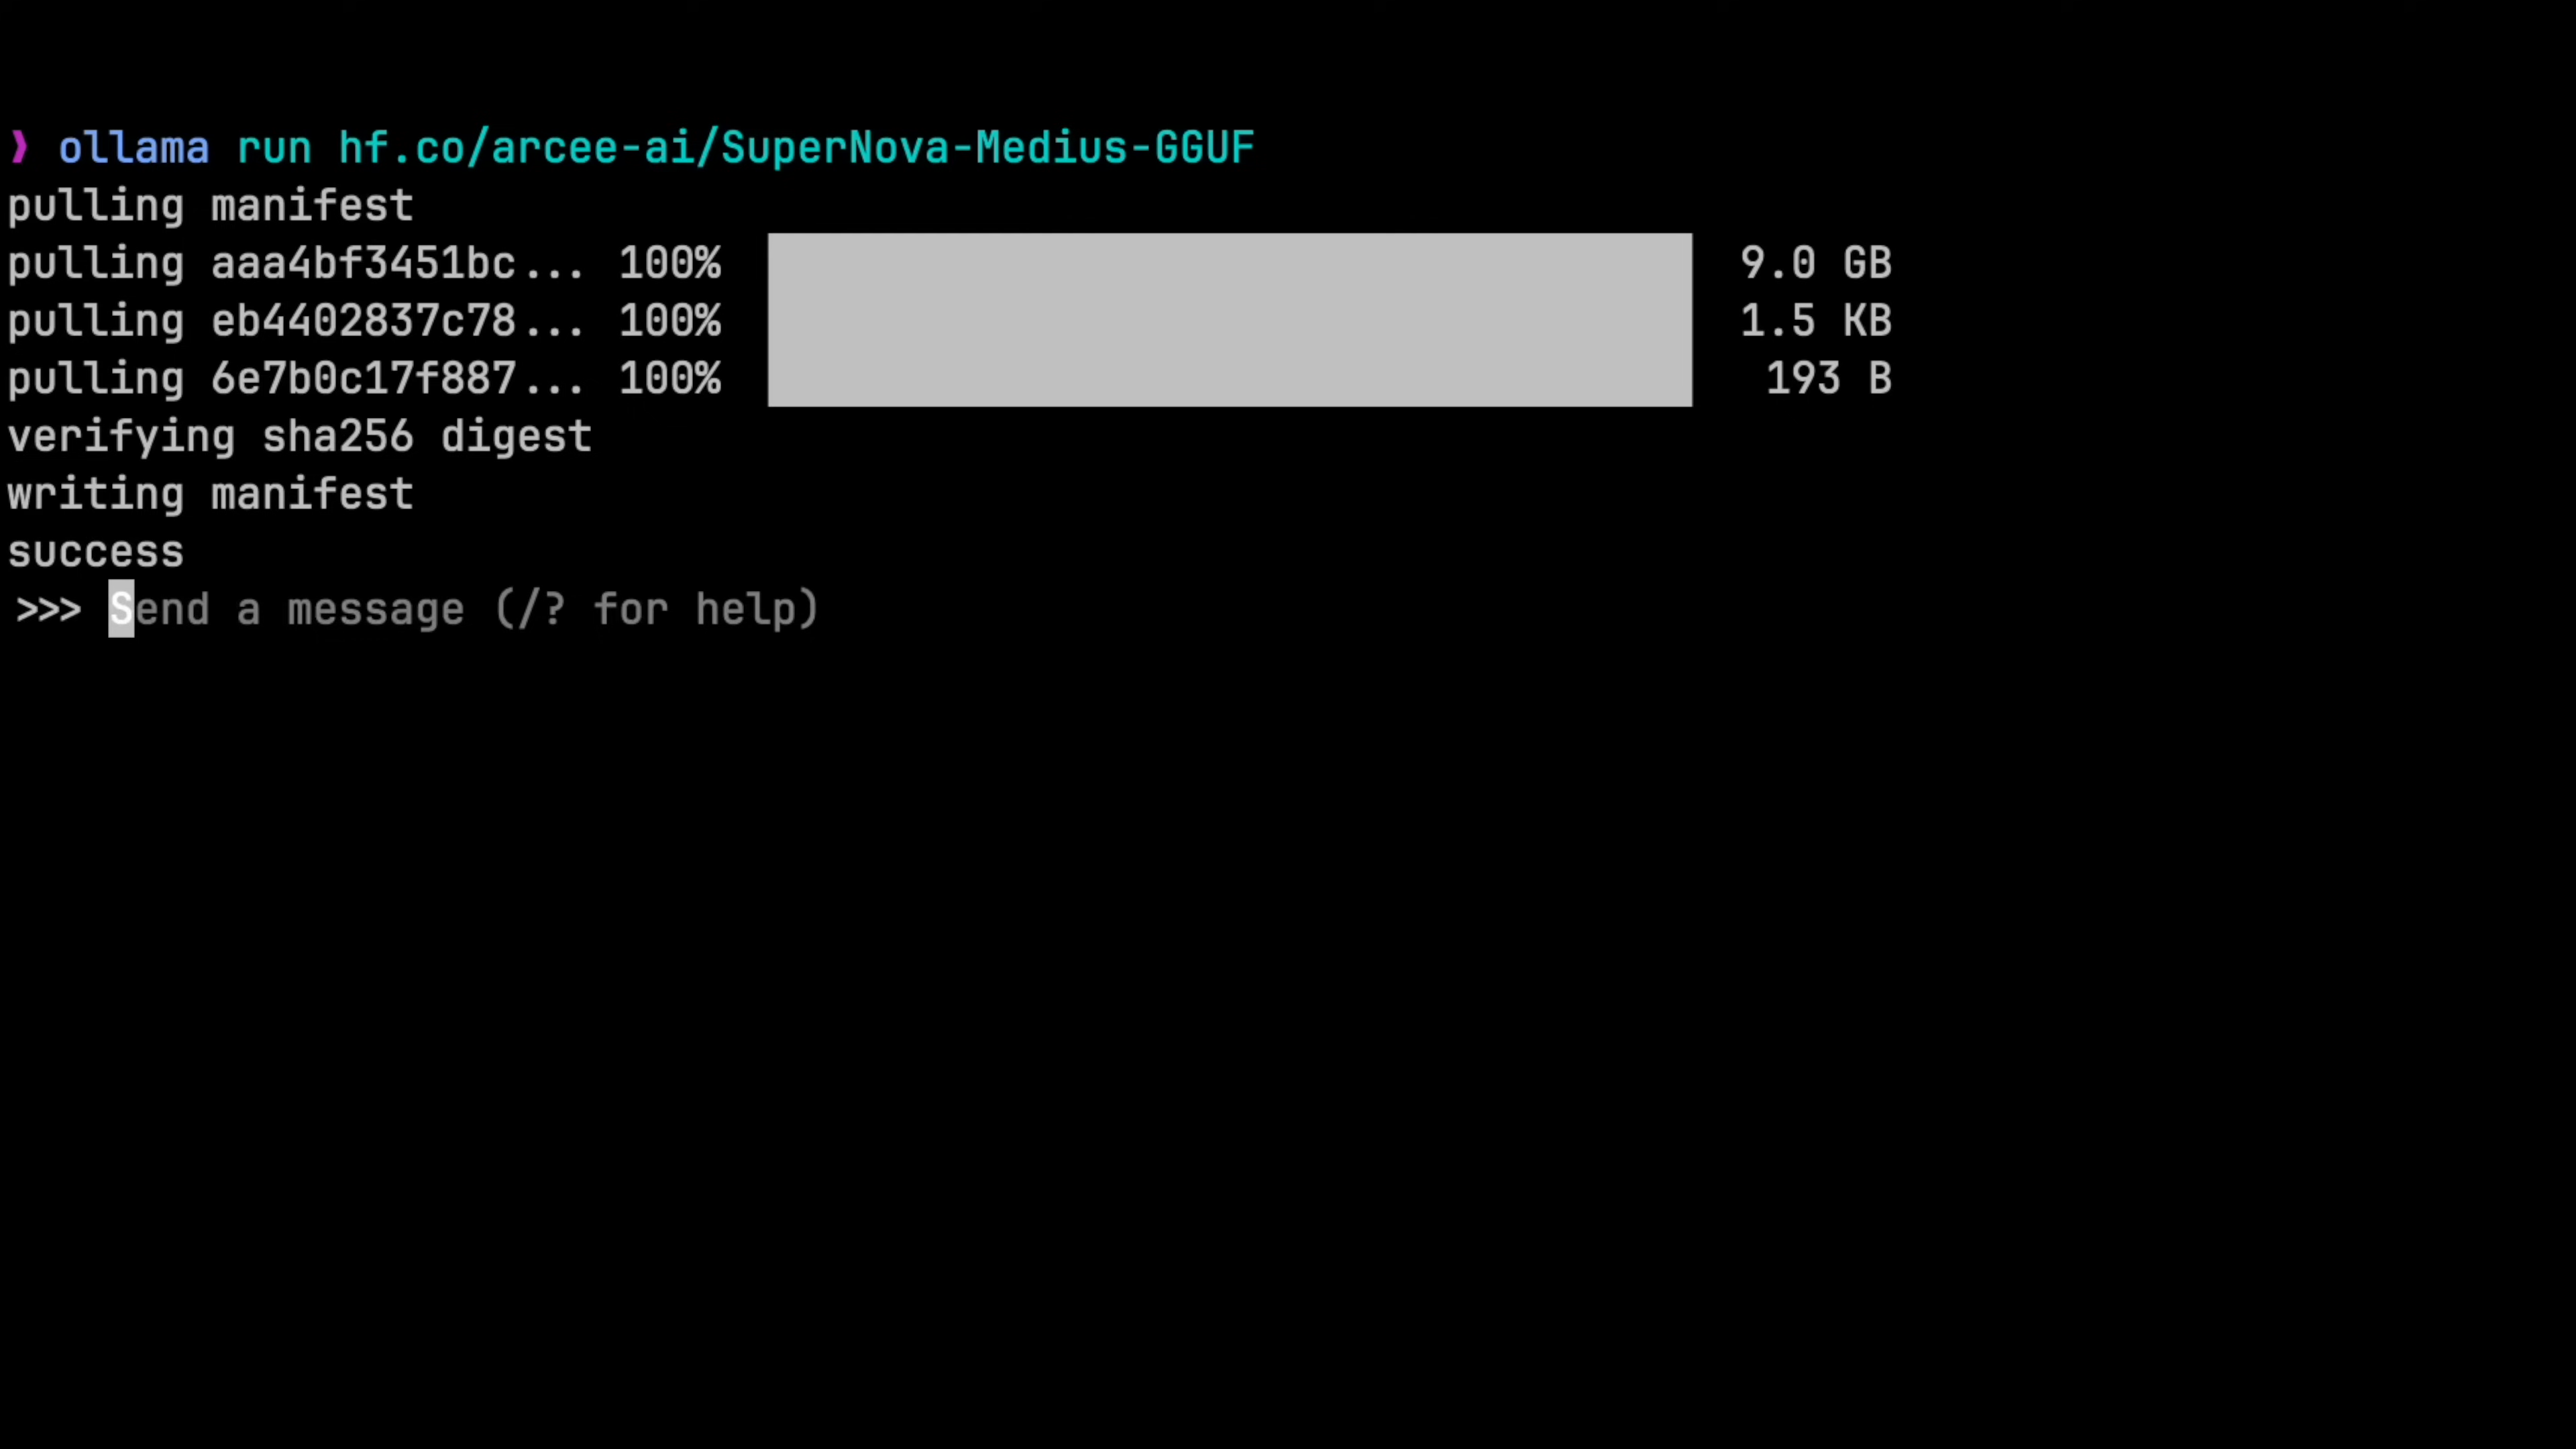 ❯ ollama run hf.co/arcee-ai/SuperNova-Medius-GGUF
pulling manifest
pulling aaa4bf3451bc... 100% 9.0 GB
pulling eb4402837c78... 100% 1.5 KB
pulling 6e7b0c17f887... 100% 193 B
verifying sha256 digest
writing manifest
success
>>> Send a message (/? for help)